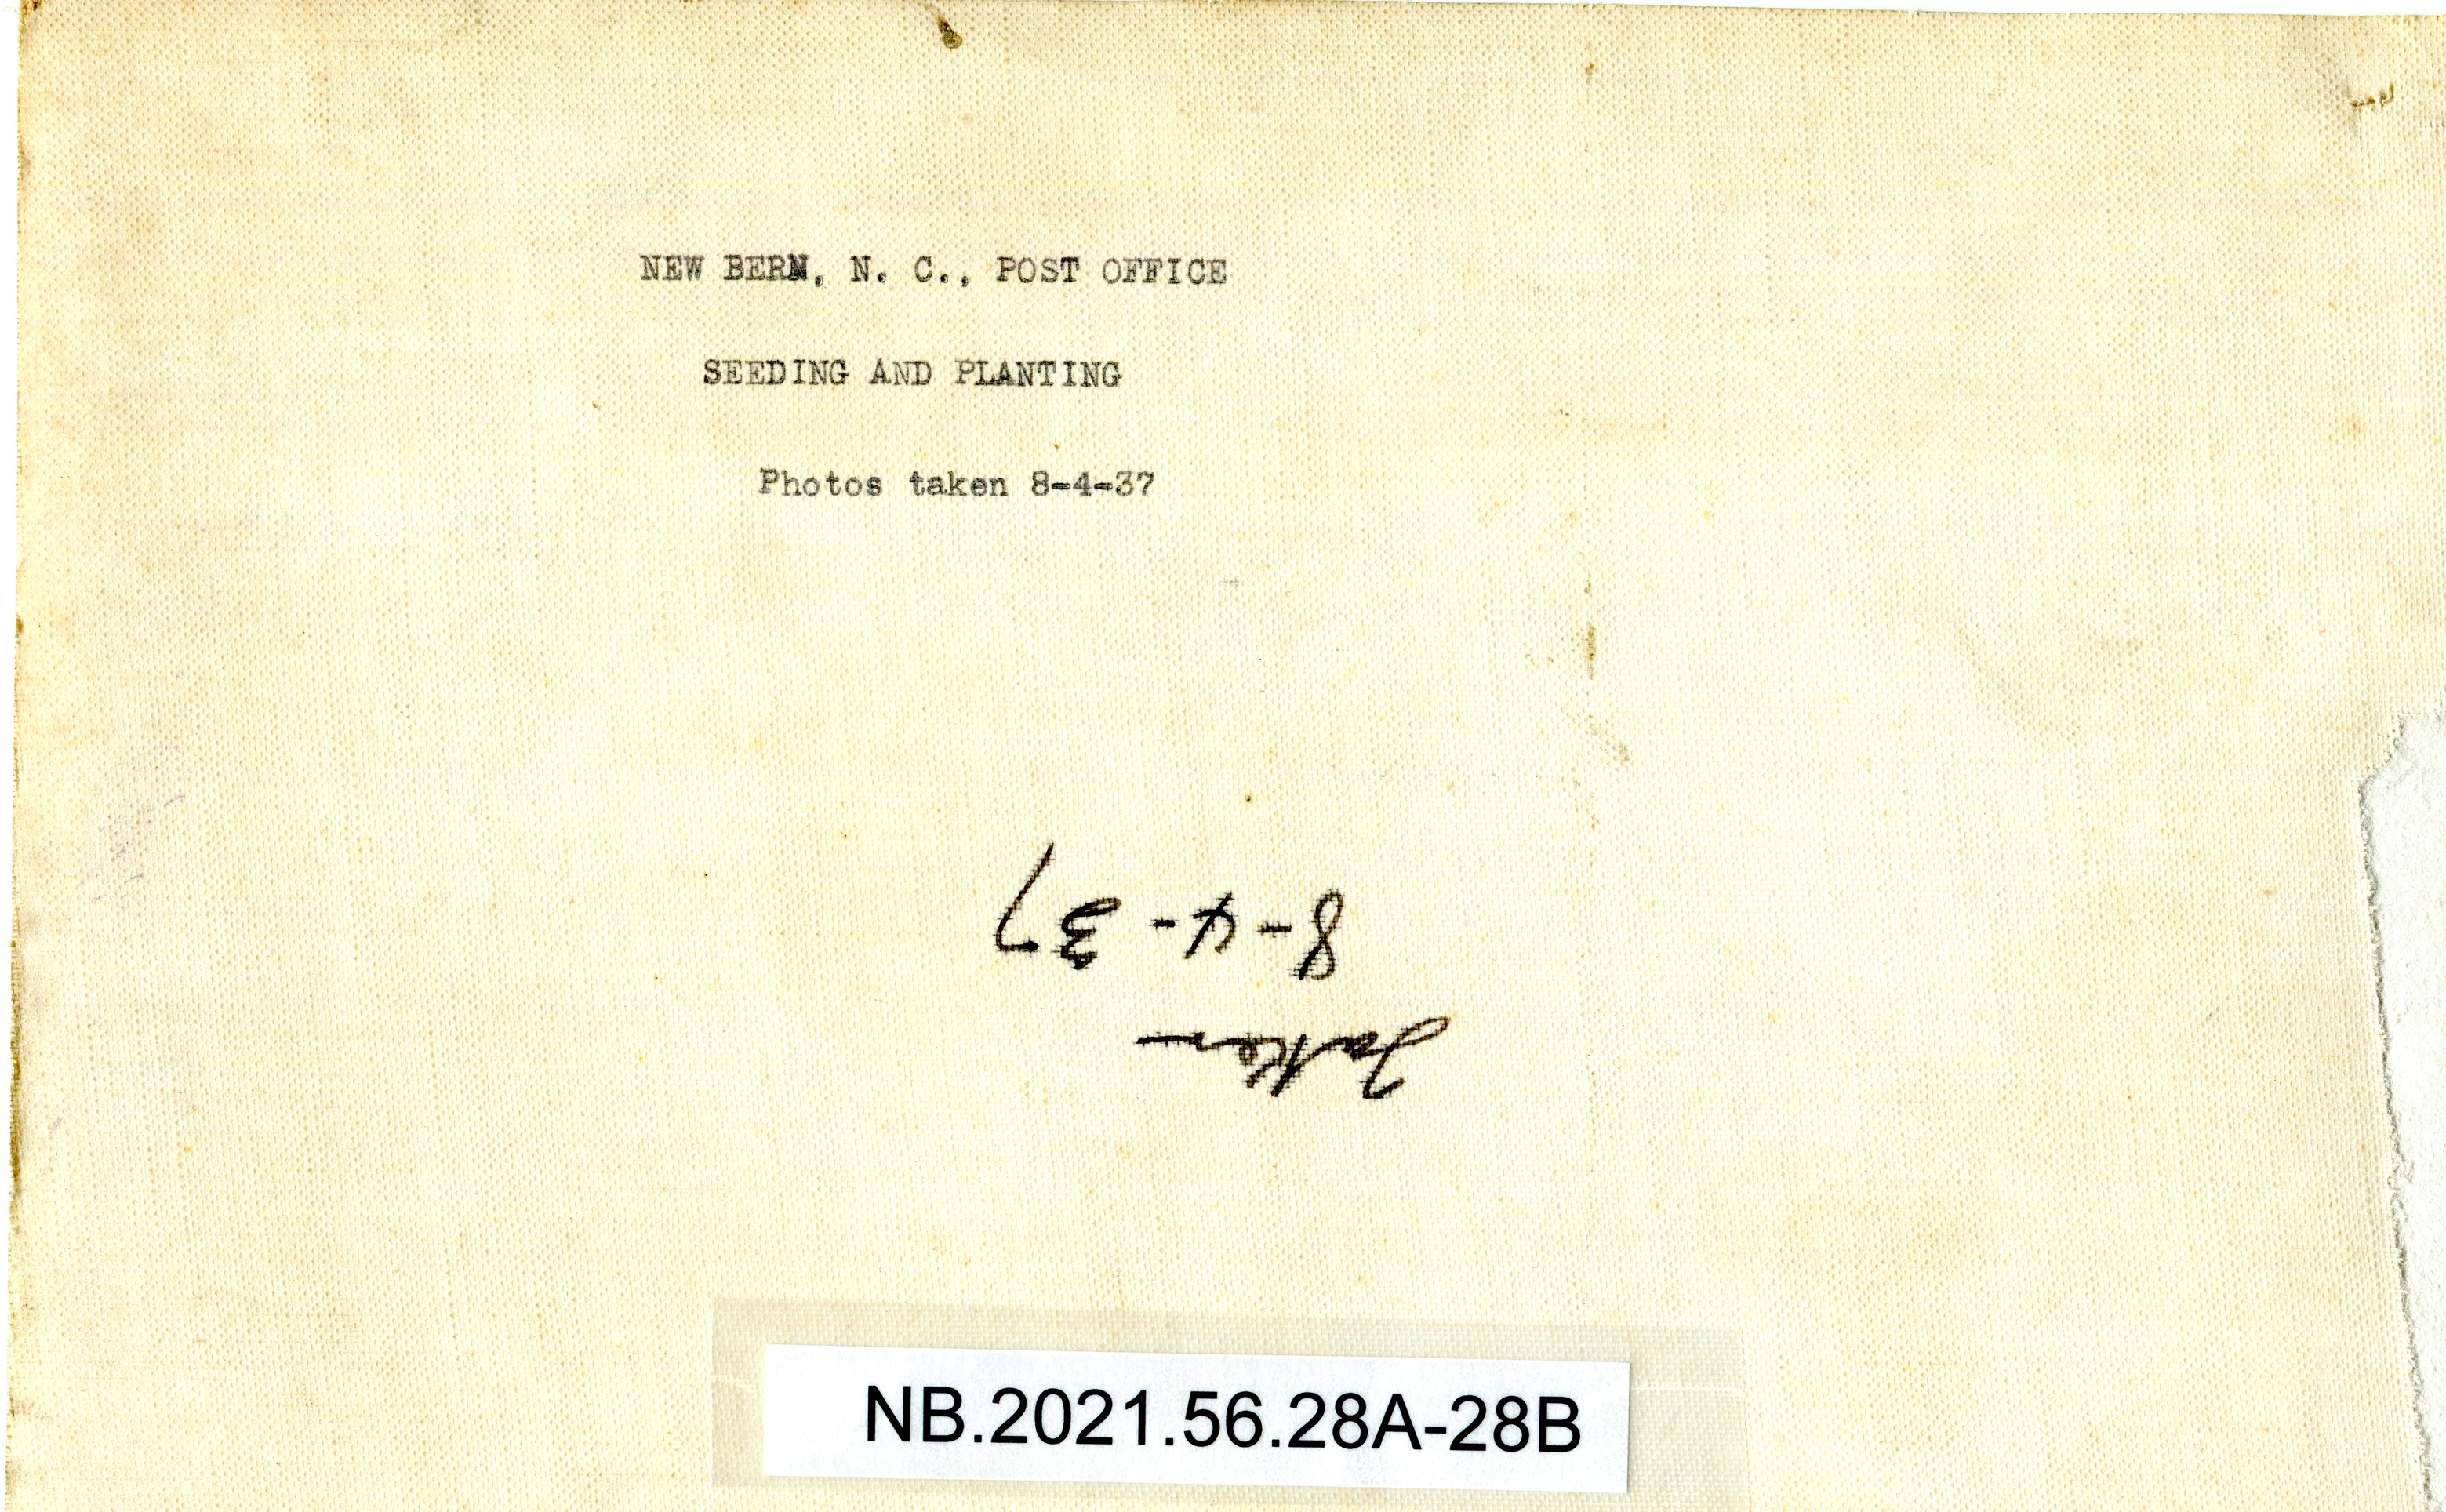 NEW BERN, N. C., POST OFFICE
SEEDING AND PLANTING
Photos taken 8-4-37
Taken
8-4-37
NB.2021.56.28A-28B